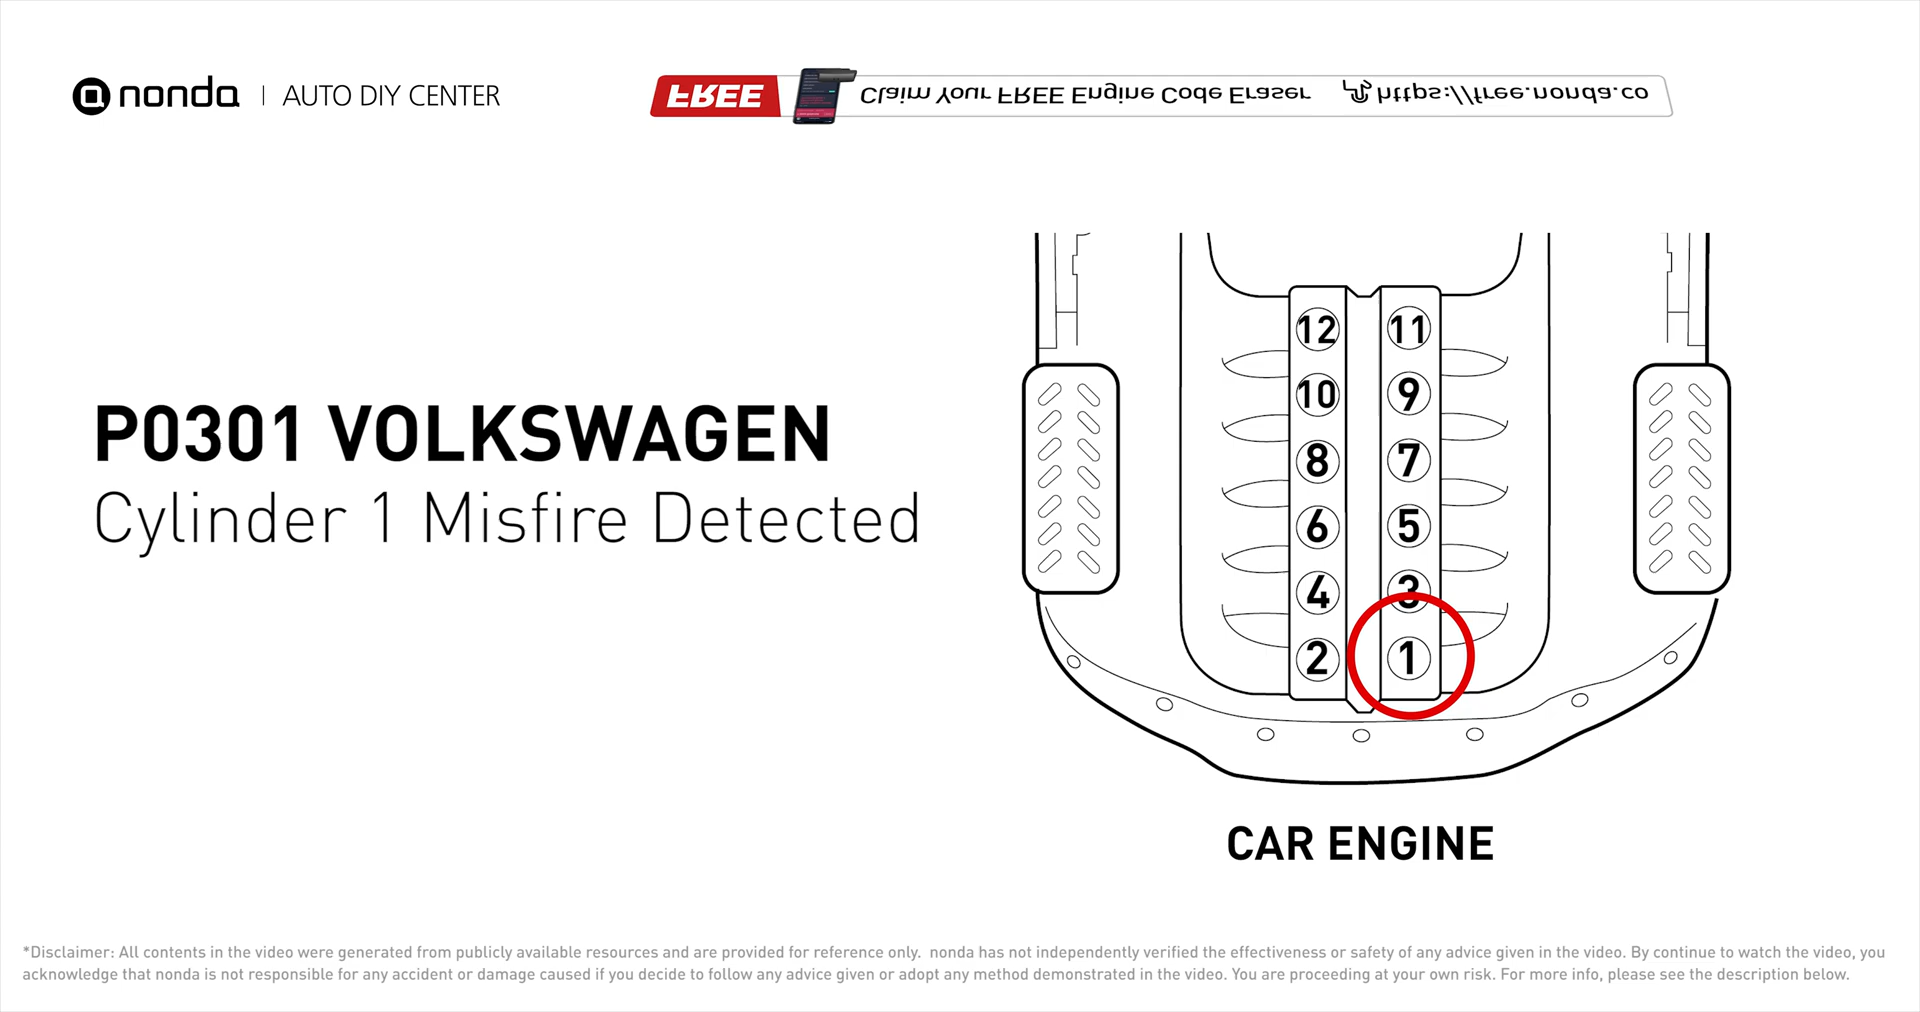 nonda | AUTO DIY CENTER
FREE Claim Your FREE Engine Code Eraser https://free.nonda.co
P0301 VOLKSWAGEN
Cylinder 1 Misfire Detected
12 11
10 9
8 7
6 5
4 3
2 1
CAR ENGINE
*Disclaimer: All contents in the video were generated from publicly available resources and are provided for reference only. nonda has not independently verified the effectiveness or safety of any advice given in the video. By continue to watch the video, you
acknowledge that nonda is not responsible for any accident or damage caused if you decide to follow any advice given or adopt any method demonstrated in the video. You are proceeding at your own risk. For more info, please see the description below.